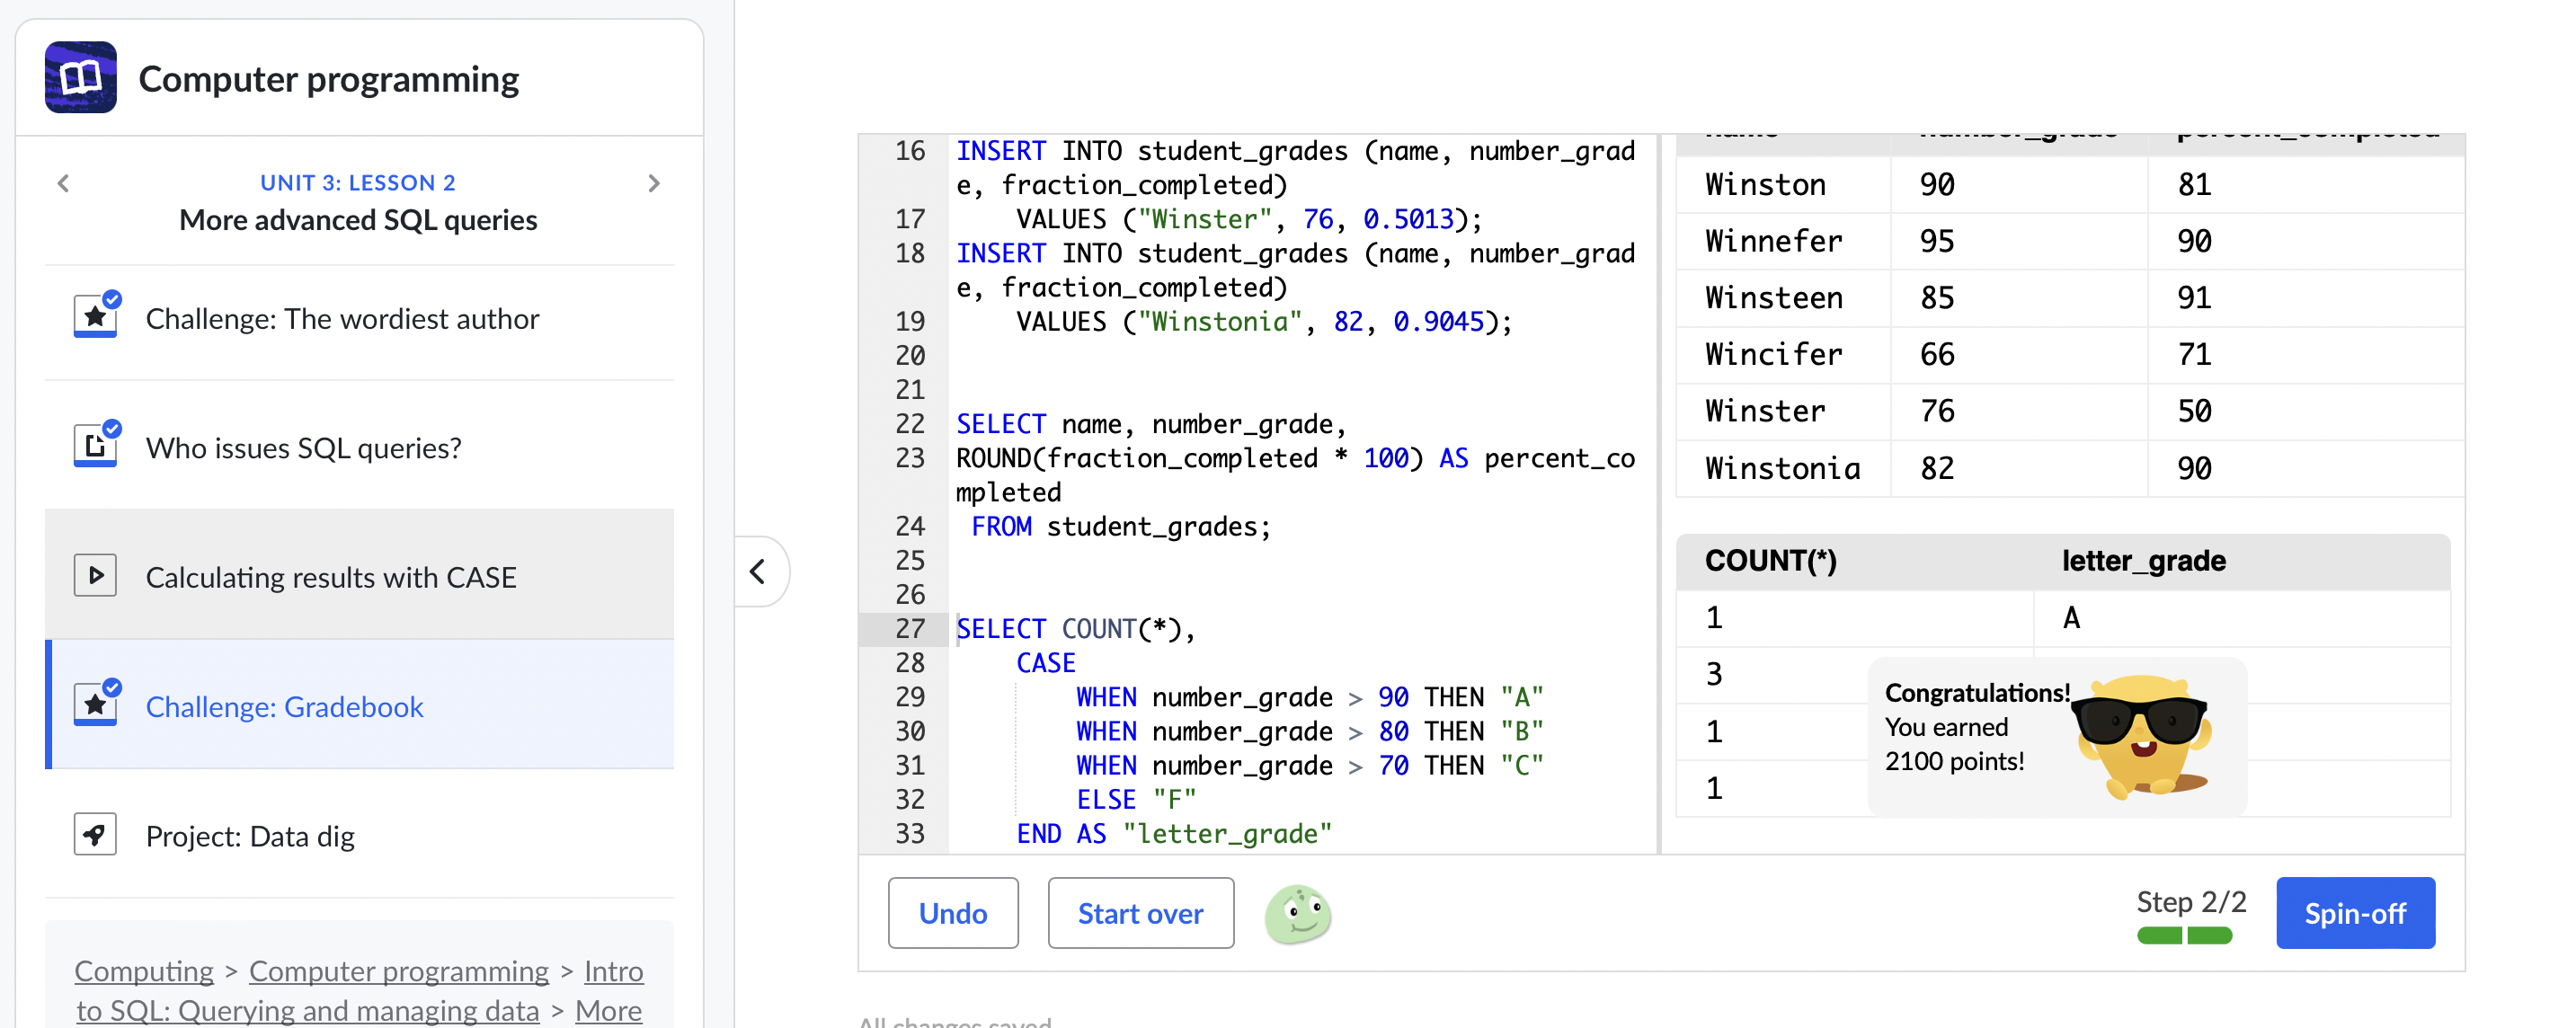 Computer programming
UNIT 3: LESSON 2
More advanced SQL queries
Challenge: The wordiest author
Who issues SQL queries?
Calculating results with CASE
Challenge: Gradebook
Project: Data dig
Computing > Computer programming > Intro
to SQL: Querying and managing data > More
16 INSERT INTO student_grades (name, number_grad
e, fraction_completed)
17 VALUES ("Winster", 76, 0.5013);
18 INSERT INTO student_grades (name, number_grad
e, fraction_completed)
19 VALUES ("Winstonia", 82, 0.9045);
20
21
22 SELECT name, number_grade,
23 ROUND(fraction_completed * 100) AS percent_co
mpleted
24 FROM student_grades;
25
26
27 SELECT COUNT(*),
28 CASE
29 WHEN number_grade > 90 THEN "A"
30 WHEN number_grade > 80 THEN "B"
31 WHEN number_grade > 70 THEN "C"
32 ELSE "F"
33 END AS "letter_grade"
name number_grade percent_completed
Winston 90 81
Winnefer 95 90
Winsteen 85 91
Wincifer 66 71
Winster 76 50
Winstonia 82 90
COUNT(*) letter_grade
1 A
3
1
1
Congratulations!
You earned
2100 points!
Undo
Start over
Step 2/2
Spin-off
All changes saved